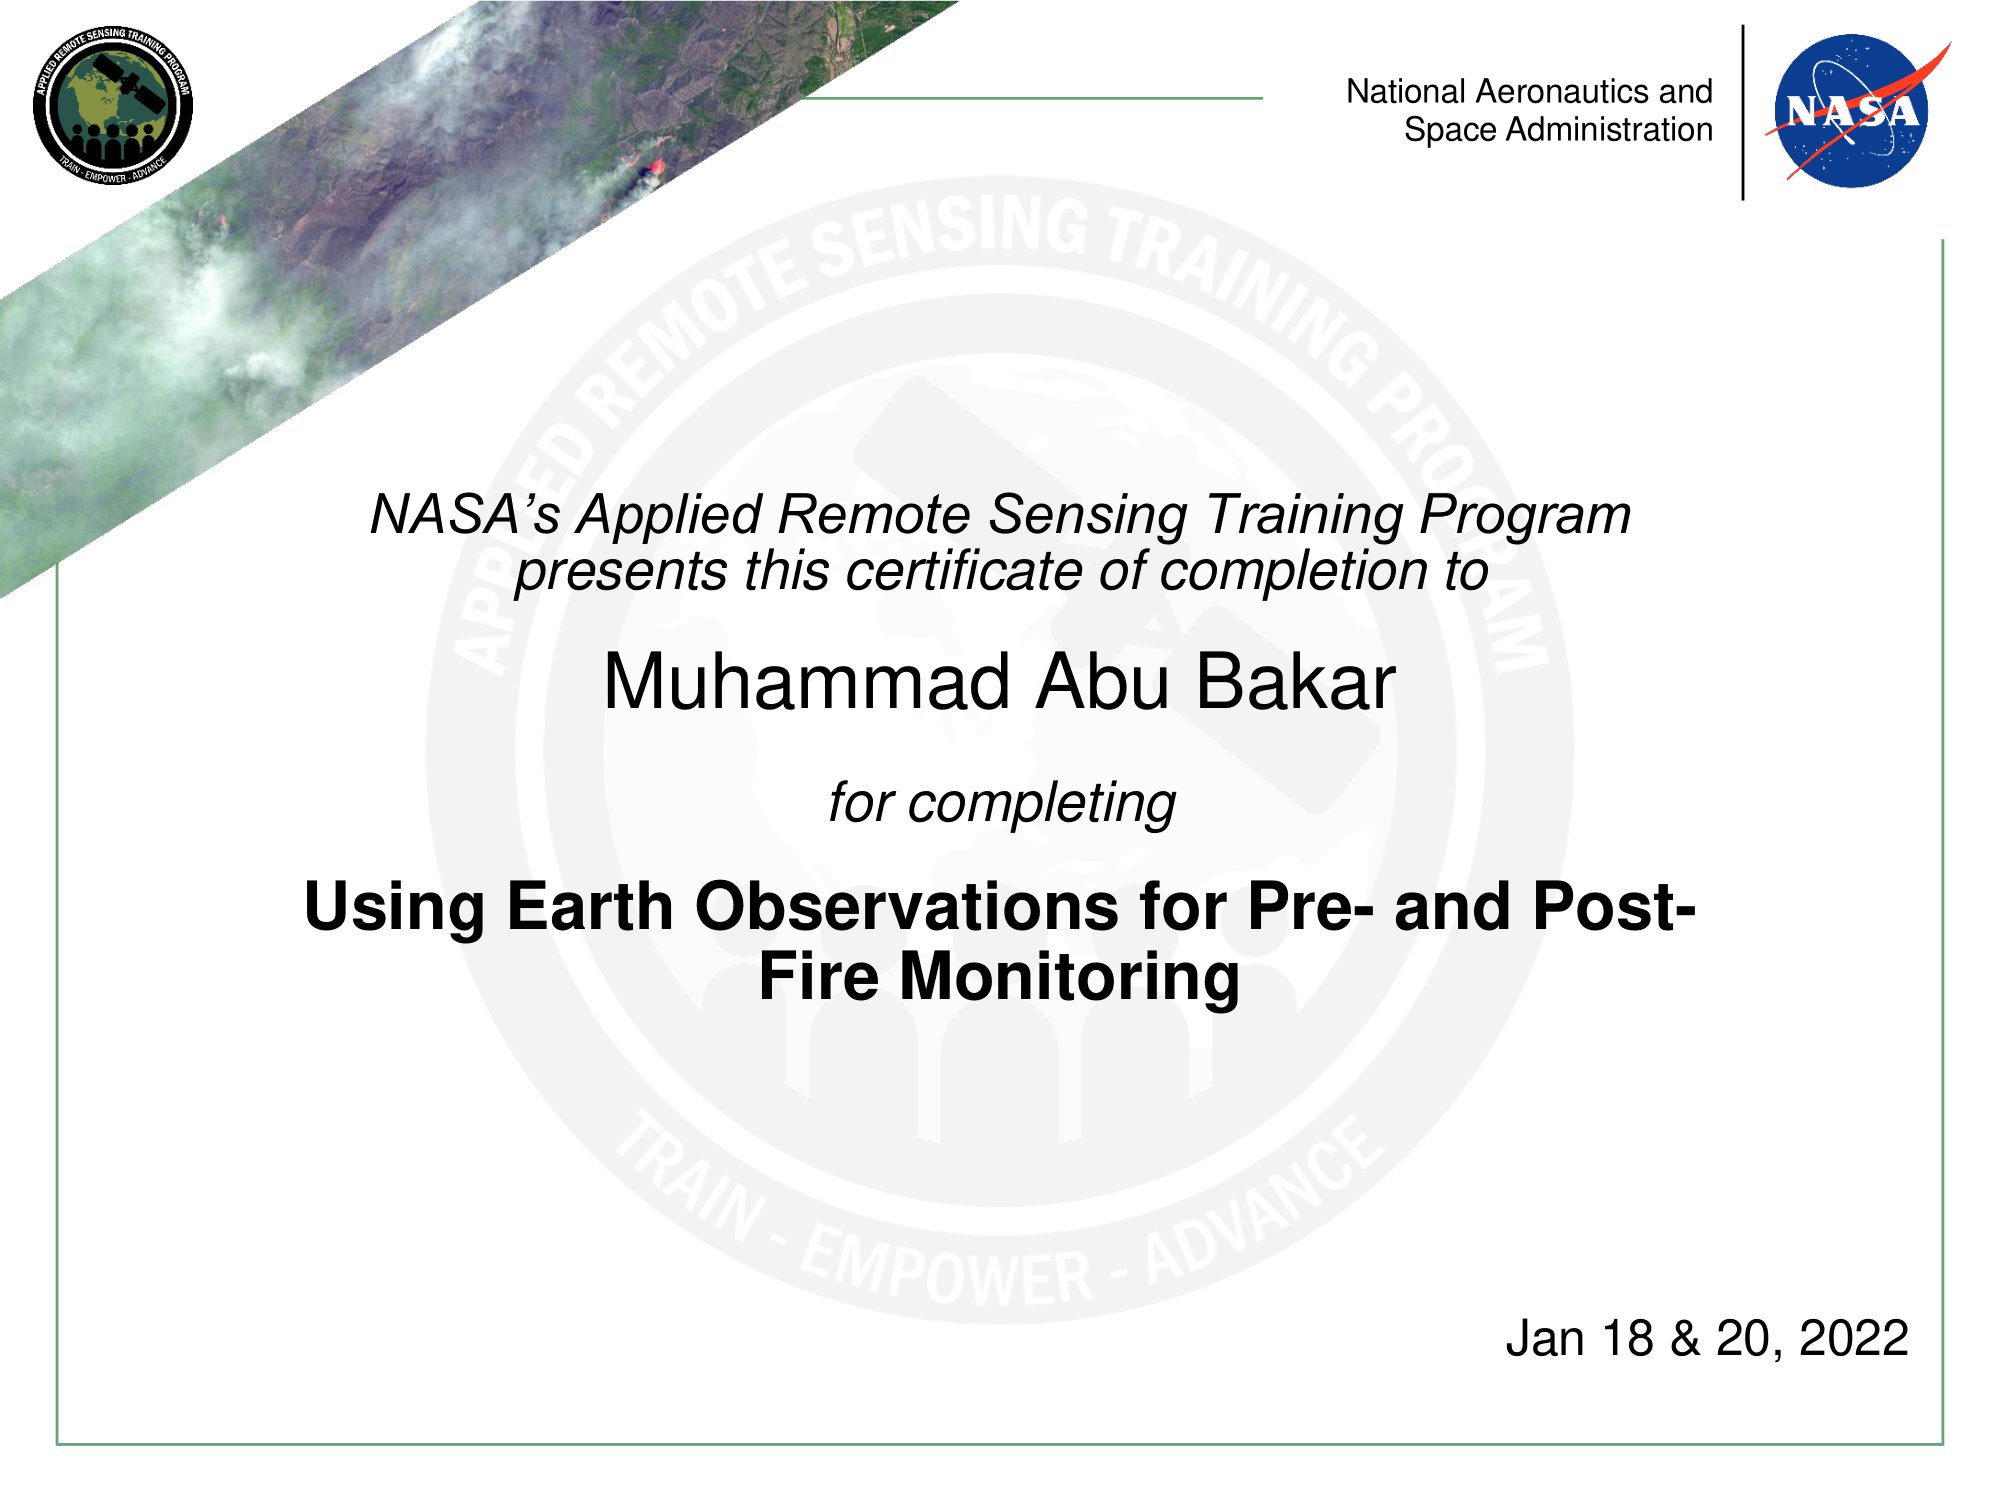 APPLIED REMOTE SENSING TRAINING PROGRAM
TRAIN - EMPOWER - ADVANCE
National Aeronautics and
Space Administration
NASA
APPLIED REMOTE SENSING TRAINING PROGRAM
NASA’s Applied Remote Sensing Training Program
presents this certificate of completion to
Muhammad Abu Bakar
for completing
Using Earth Observations for Pre- and Post-
Fire Monitoring
TRAIN - EMPOWER - ADVANCE
Jan 18 & 20, 2022